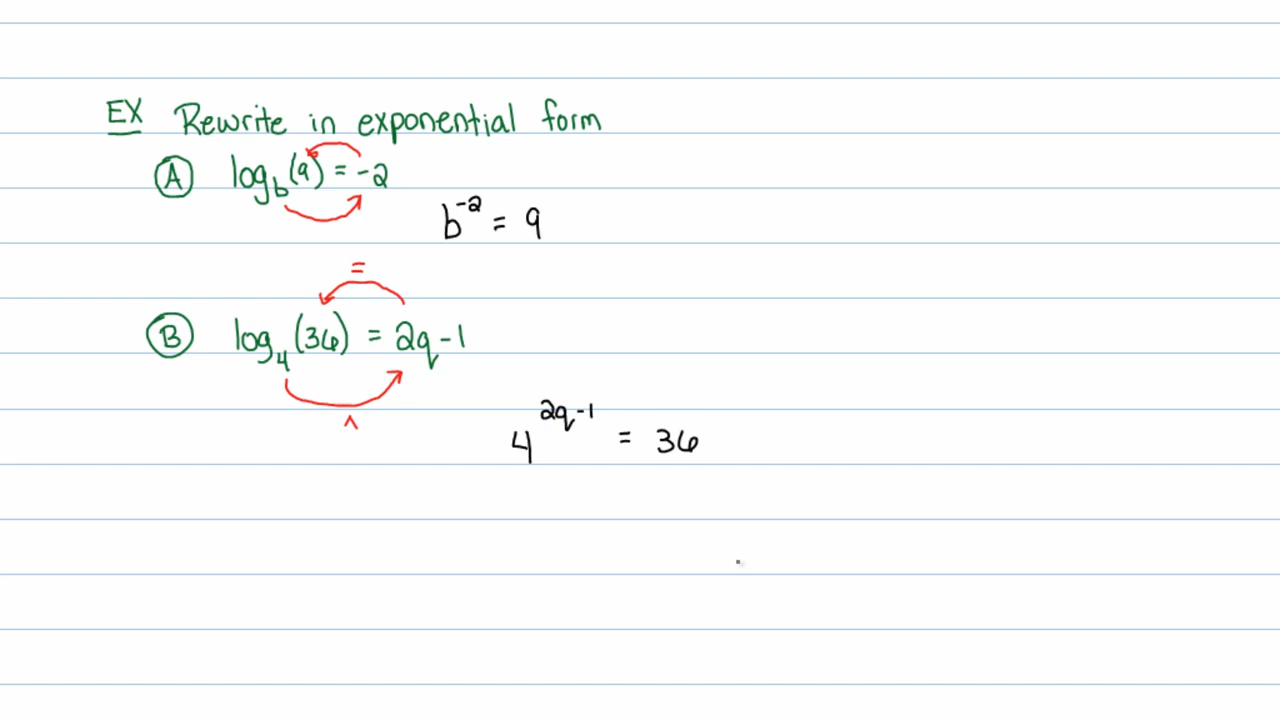 EX Rewrite in exponential form
A log_b(9) = -2
b^-2 = 9
=
B log_4(36) = 2q-1
^
4^2q-1 = 36